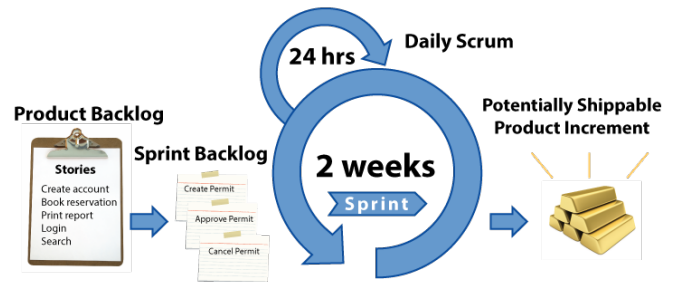 Product Backlog
Stories
Create account
Book reservation
Print report
Login
Search
Sprint Backlog
Create Permit
Approve Permit
Cancel Permit
24 hrs
Daily Scrum
2 weeks
Sprint
Potentially Shippable
Product Increment